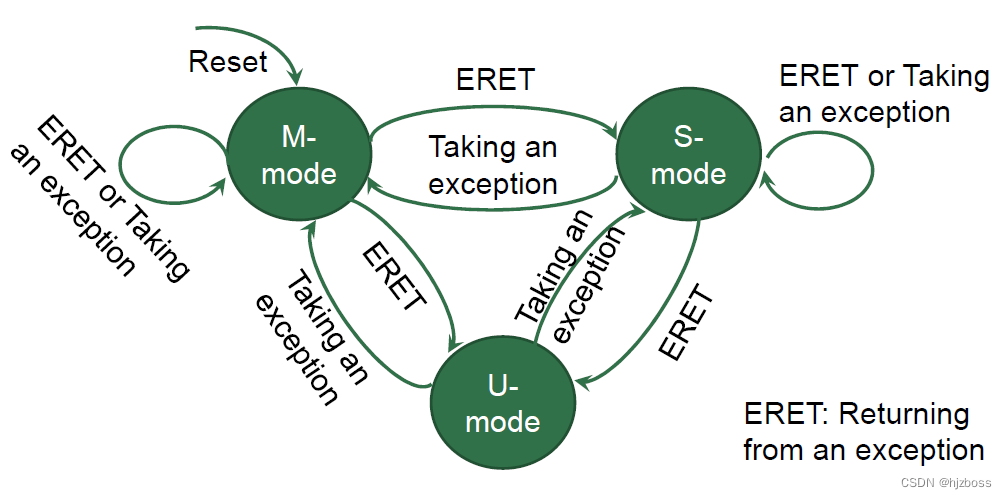 Reset
ERET
ERET or Taking
an exception
M-
mode
S-
mode
Taking an
exception
ERET or Taking
an exception
ERET
Taking an
exception
Taking an
exception
ERET
U-
mode
ERET: Returning
from an exception
CSDN @hjzboss